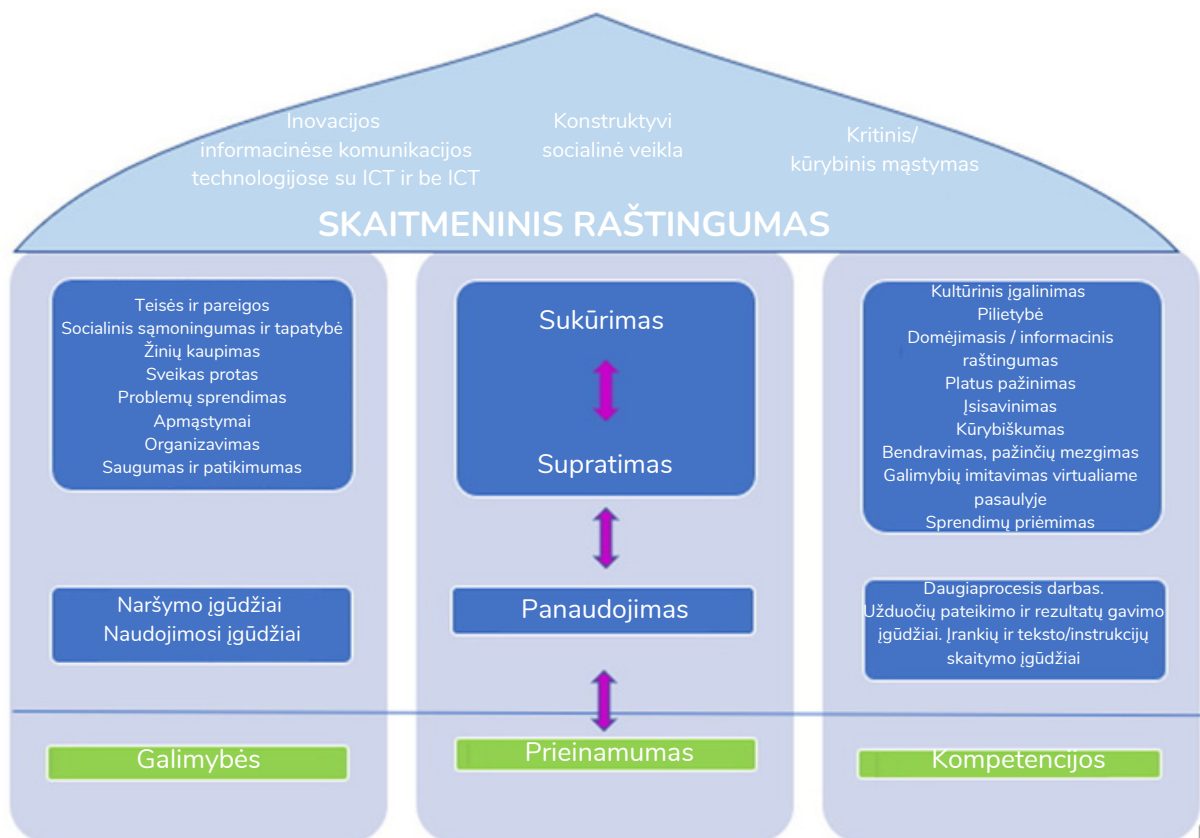 Inovacijos
informacinėse komunikacijos
technologijose su ICT ir be ICT
Konstruktyvi
socialinė veikla
Kritinis/
kūrybinis mąstymas
SKAITMENINIS RAŠTINGUMAS
Teisės ir pareigos
Socialinis sąmoningumas ir tapatybė
Žinių kaupimas
Sveikas protas
Problemų sprendimas
Apmąstymai
Organizavimas
Saugumas ir patikimumas
Naršymo įgūdžiai
Naudojimosi įgūdžiai
Galimybės
Sukūrimas
Supratimas
Panaudojimas
Prieinamumas
Kultūrinis įgalinimas
Pilietybė
Domėjimasis / informacinis
raštingumas
Platus pažinimas
Įsisavinimas
Kūrybiškumas
Bendravimas, pažinčių mezgimas
Galimybių imitavimas virtualiame
pasaulyje
Sprendimų priėmimas
Daugiaprocesis darbas.
Užduočių pateikimo ir rezultatų gavimo
įgūdžiai. Įrankių ir teksto/instrukcijų
skaitymo įgūdžiai
Kompetencijos